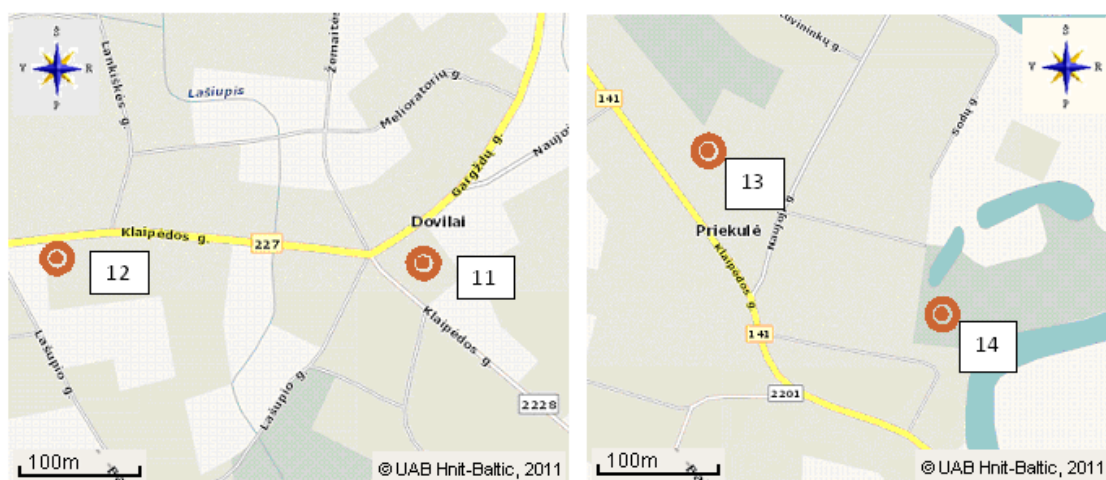 Š
V R
P
Lankiškės g.
Lašiupis
Žemaitės
Melioratorių g.
Naujoji
Gargždų g.
Dovilai
Klaipėdos g.
227
12
11
Klaipėdos g.
Lašupio g.
Lašupio g.
2228
100m
© UAB Hnit-Baltic, 2011
Š
V R
P
141
Sodų g.
13
Priekulė
Naujoji g.
Klaipėdos g.
141
14
2201
100m
© UAB Hnit-Baltic, 2011